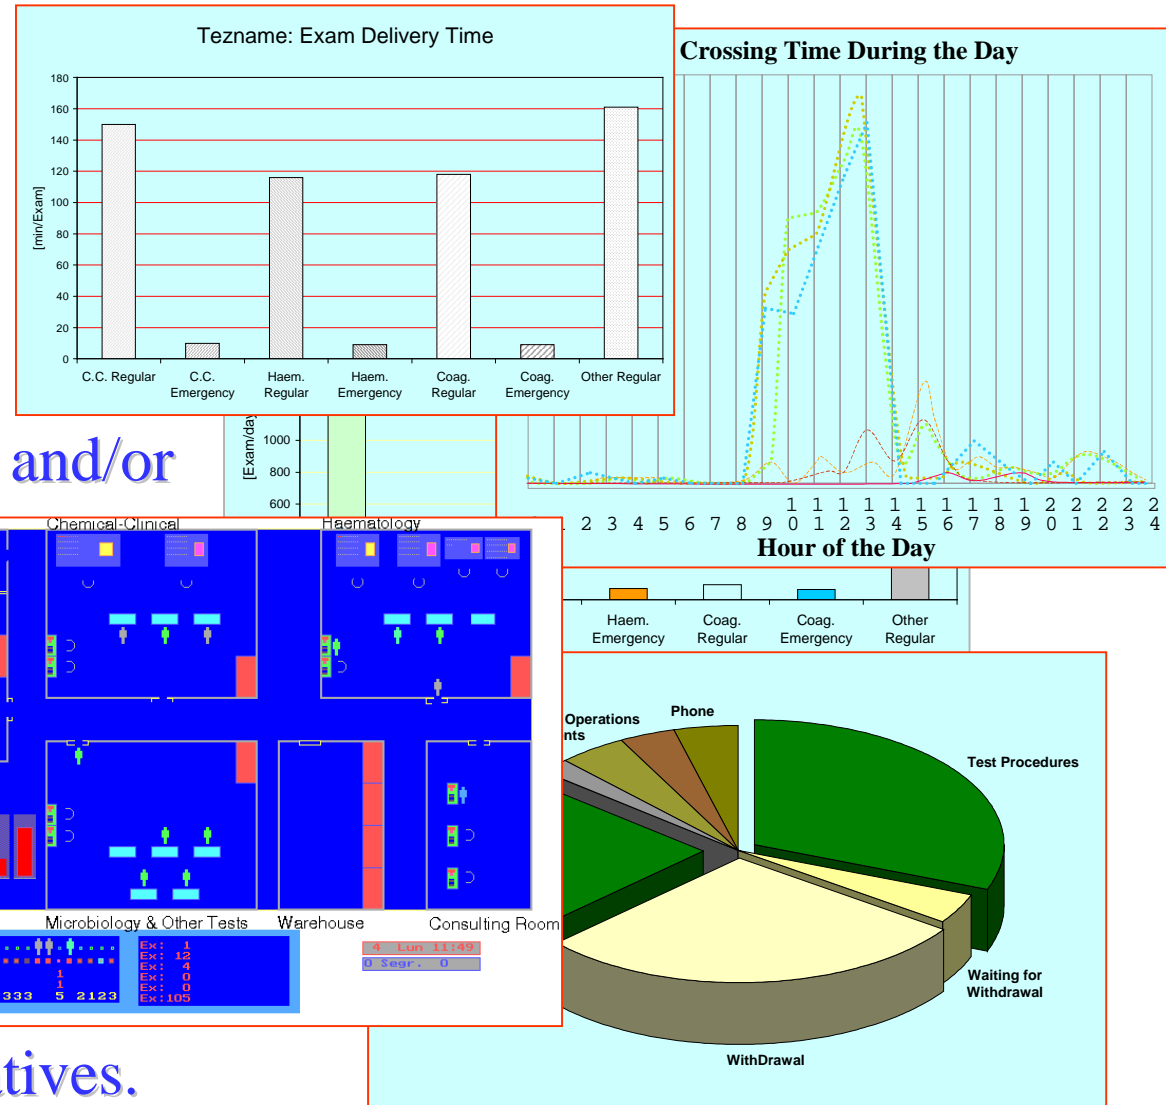 Tezname: Exam Delivery Time
180
160
140
120
100
80
60
40
20
0
[min/Exam]
C.C. Regular
C.C.
Emergency
Haem.
Regular
Haem.
Emergency
Coag.
Regular
Coag.
Emergency
Other Regular
Crossing Time During the Day
2 3 4 5 6 7 8 9 10 11 12 13 14 15 16 17 18 19 20 21 22 23 24
Hour of the Day
and/or
[Exam/day
1000
800
600
Haem.
Emergency
Coag.
Regular
Coag.
Emergency
Other
Regular
Chemical-Clinical
Haematology
Microbiology & Other Tests
Warehouse
Consulting Room
Ex: 1
Ex: 12
Ex: 4
Ex: 0
Ex: 0
Ex:105
1
1
333 5 2123
4 Lun 11:49
0 Segr. 0
Operations
nts
Phone
Test Procedures
Waiting for
Withdrawal
WithDrawal
atives.